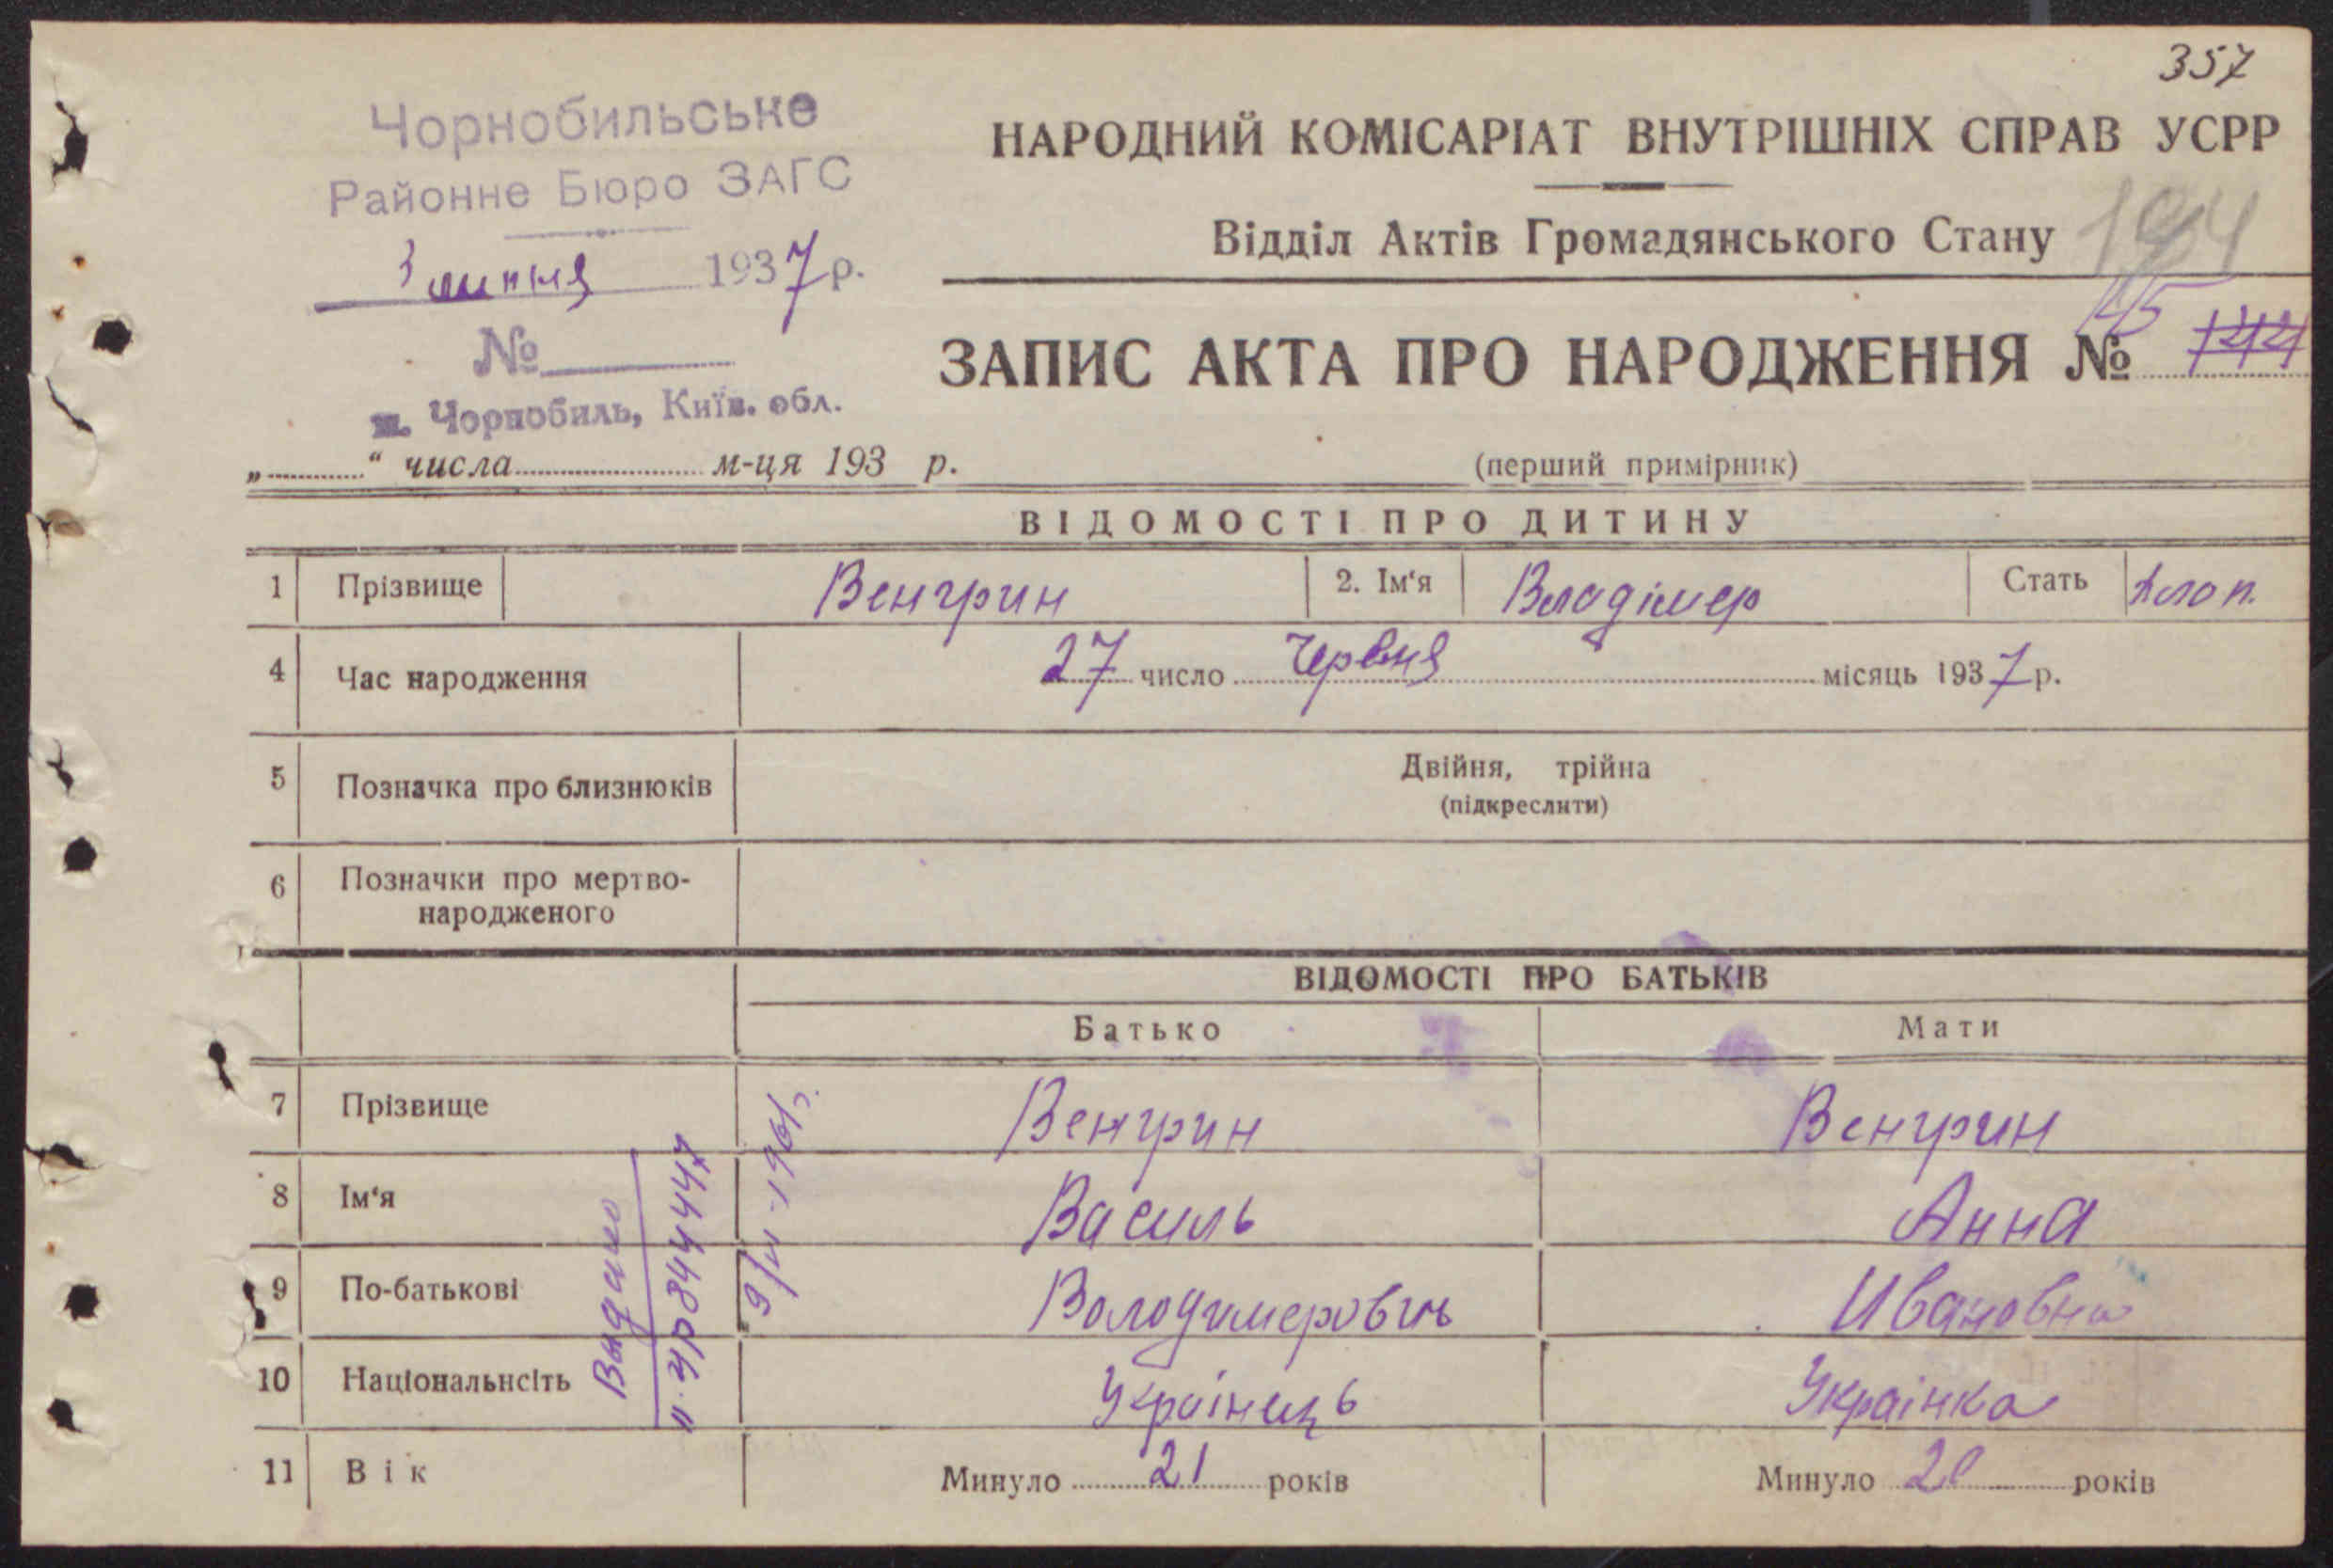 357
Чорнобильське
Районне Бюро ЗАГС
3 липня 1937 р.
№
м. Чорнобиль, Київ. обл.
„ “ числа м-ця 193 р.
НАРОДНИЙ КОМІСАРІАТ ВНУТРІШНІХ СПРАВ УСРР
Відділ Актів Громадянського Стану
ЗАПИС АКТА ПРО НАРОДЖЕННЯ № 144
(перший примірник)
ВІДОМОСТІ ПРО ДИТИНУ
1 Прізвище Венгрин 2. Ім‘я Владімер Стать хлоп.
4 Час народження 27 число Червня місяць 1937 р.
5 Позначка про близнюків Двійня, трійна
(підкреслити)
6 Позначки про мертво-
народженого
ВІДОМОСТІ ПРО БАТЬКІВ
Батько Мати
7 Прізвище Венгрин Венгрин
8 Ім‘я Василь Анна
9 По-батькові Володимерович Ивановна
10 Національнсіть Українець Українка
11 Вік Минуло 21 років Минуло 20 років
Выдано